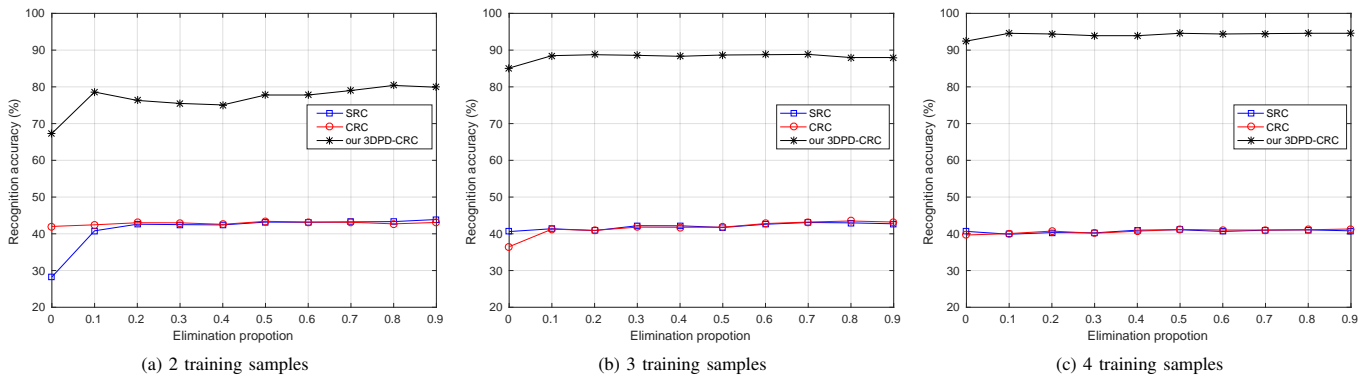 100
90
80
70
60
50
40
30
20
Recognition accuracy (%)
SRC
CRC
our 3DPD-CRC
0 0.1 0.2 0.3 0.4 0.5 0.6 0.7 0.8 0.9
Elimination propotion
(a) 2 training samples
100
90
80
70
60
50
40
30
20
Recognition accuracy (%)
SRC
CRC
our 3DPD-CRC
0 0.1 0.2 0.3 0.4 0.5 0.6 0.7 0.8 0.9
Elimination propotion
(b) 3 training samples
100
90
80
70
60
50
40
30
20
Recognition accuracy (%)
SRC
CRC
our 3DPD-CRC
0 0.1 0.2 0.3 0.4 0.5 0.6 0.7 0.8 0.9
Elimination propotion
(c) 4 training samples